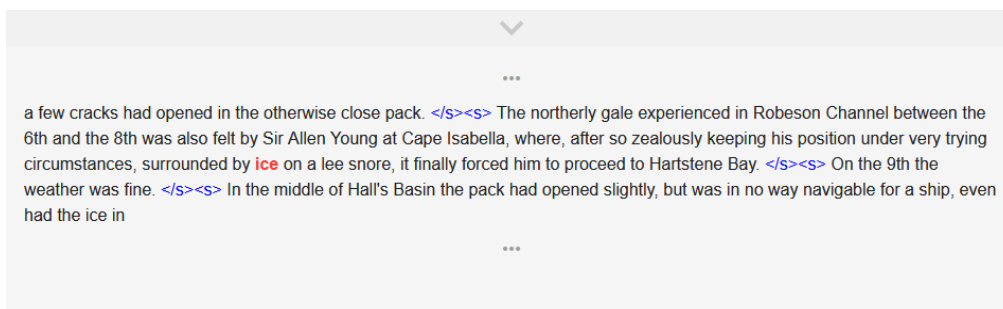 ...
a few cracks had opened in the otherwise close pack. </s><s> The northerly gale experienced in Robeson Channel between the
6th and the 8th was also felt by Sir Allen Young at Cape Isabella, where, after so zealously keeping his position under very trying
circumstances, surrounded by ice on a lee snore, it finally forced him to proceed to Hartstene Bay. </s><s> On the 9th the
weather was fine. </s><s> In the middle of Hall's Basin the pack had opened slightly, but was in no way navigable for a ship, even
had the ice in
...